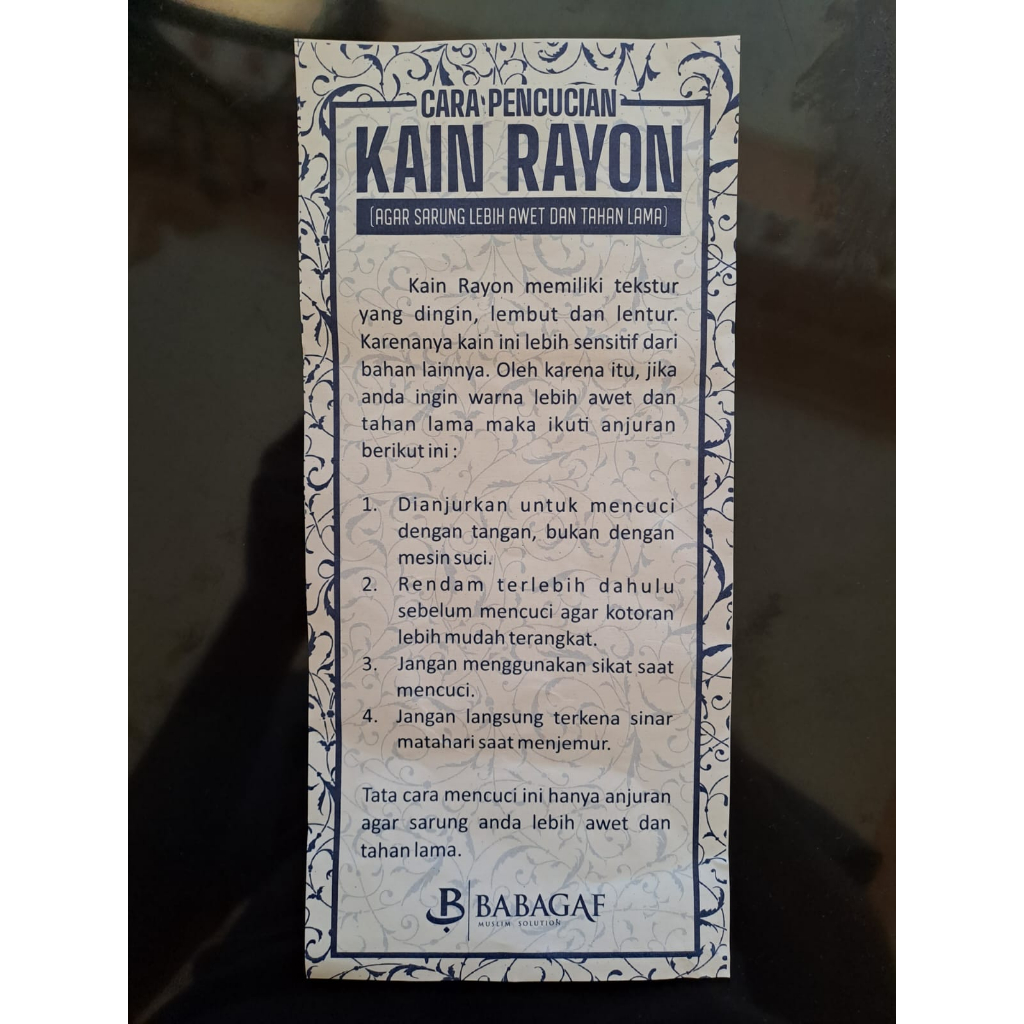 CARA PENCUCIAN
KAIN RAYON
(AGAR SARUNG LEBIH AWET DAN TAHAN LAMA)
Kain Rayon memiliki tekstur
yang dingin, lembut dan lentur.
Karenanya kain ini lebih sensitif dari
bahan lainnya. Oleh karena itu, jika
anda ingin warna lebih awet dan
tahan lama maka ikuti anjuran
berikut ini :
1. Dianjurkan untuk mencuci
dengan tangan, bukan dengan
mesin suci.
2. Rendam terlebih dahulu
sebelum mencuci agar kotoran
lebih mudah terangkat.
3. Jangan menggunakan sikat saat
mencuci.
4. Jangan langsung terkena sinar
matahari saat menjemur.
Tata cara mencuci ini hanya anjuran
agar sarung anda lebih awet dan
tahan lama.
BABAGAF
MUSLIM SOLUTION